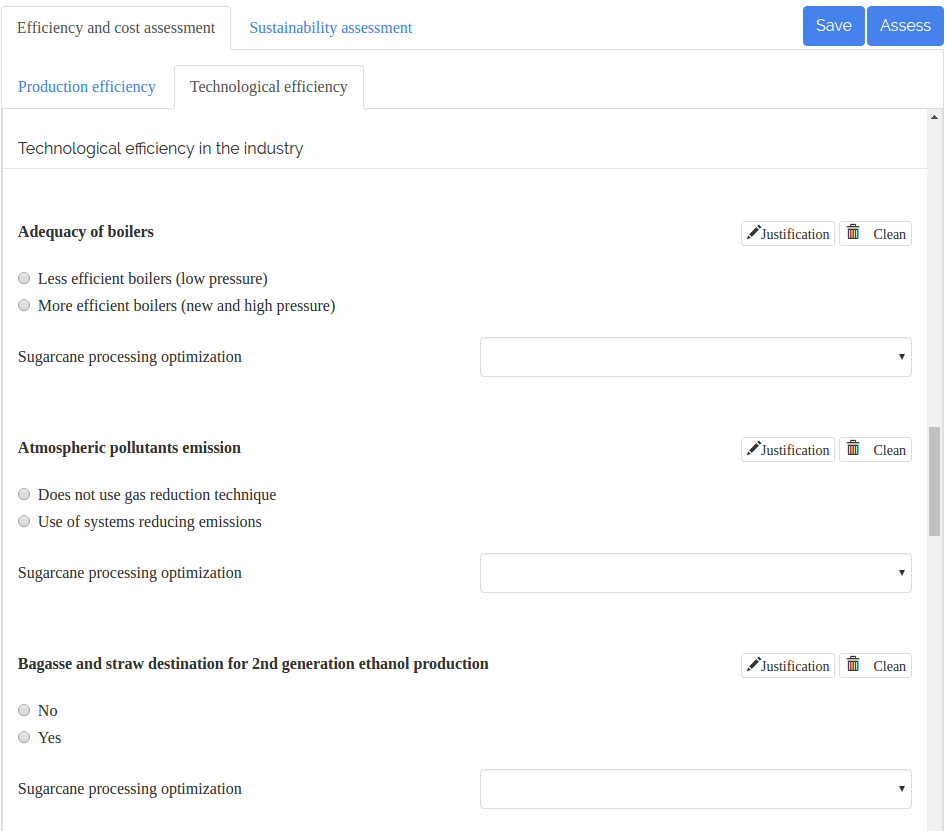 Efficiency and cost assessment Sustainability assessment Save Assess
Production efficiency Technological efficiency
Technological efficiency in the industry
Adequacy of boilers Justification Clean
Less efficient boilers (low pressure)
More efficient boilers (new and high pressure)
Sugarcane processing optimization
Atmospheric pollutants emission Justification Clean
Does not use gas reduction technique
Use of systems reducing emissions
Sugarcane processing optimization
Bagasse and straw destination for 2nd generation ethanol production Justification Clean
No
Yes
Sugarcane processing optimization